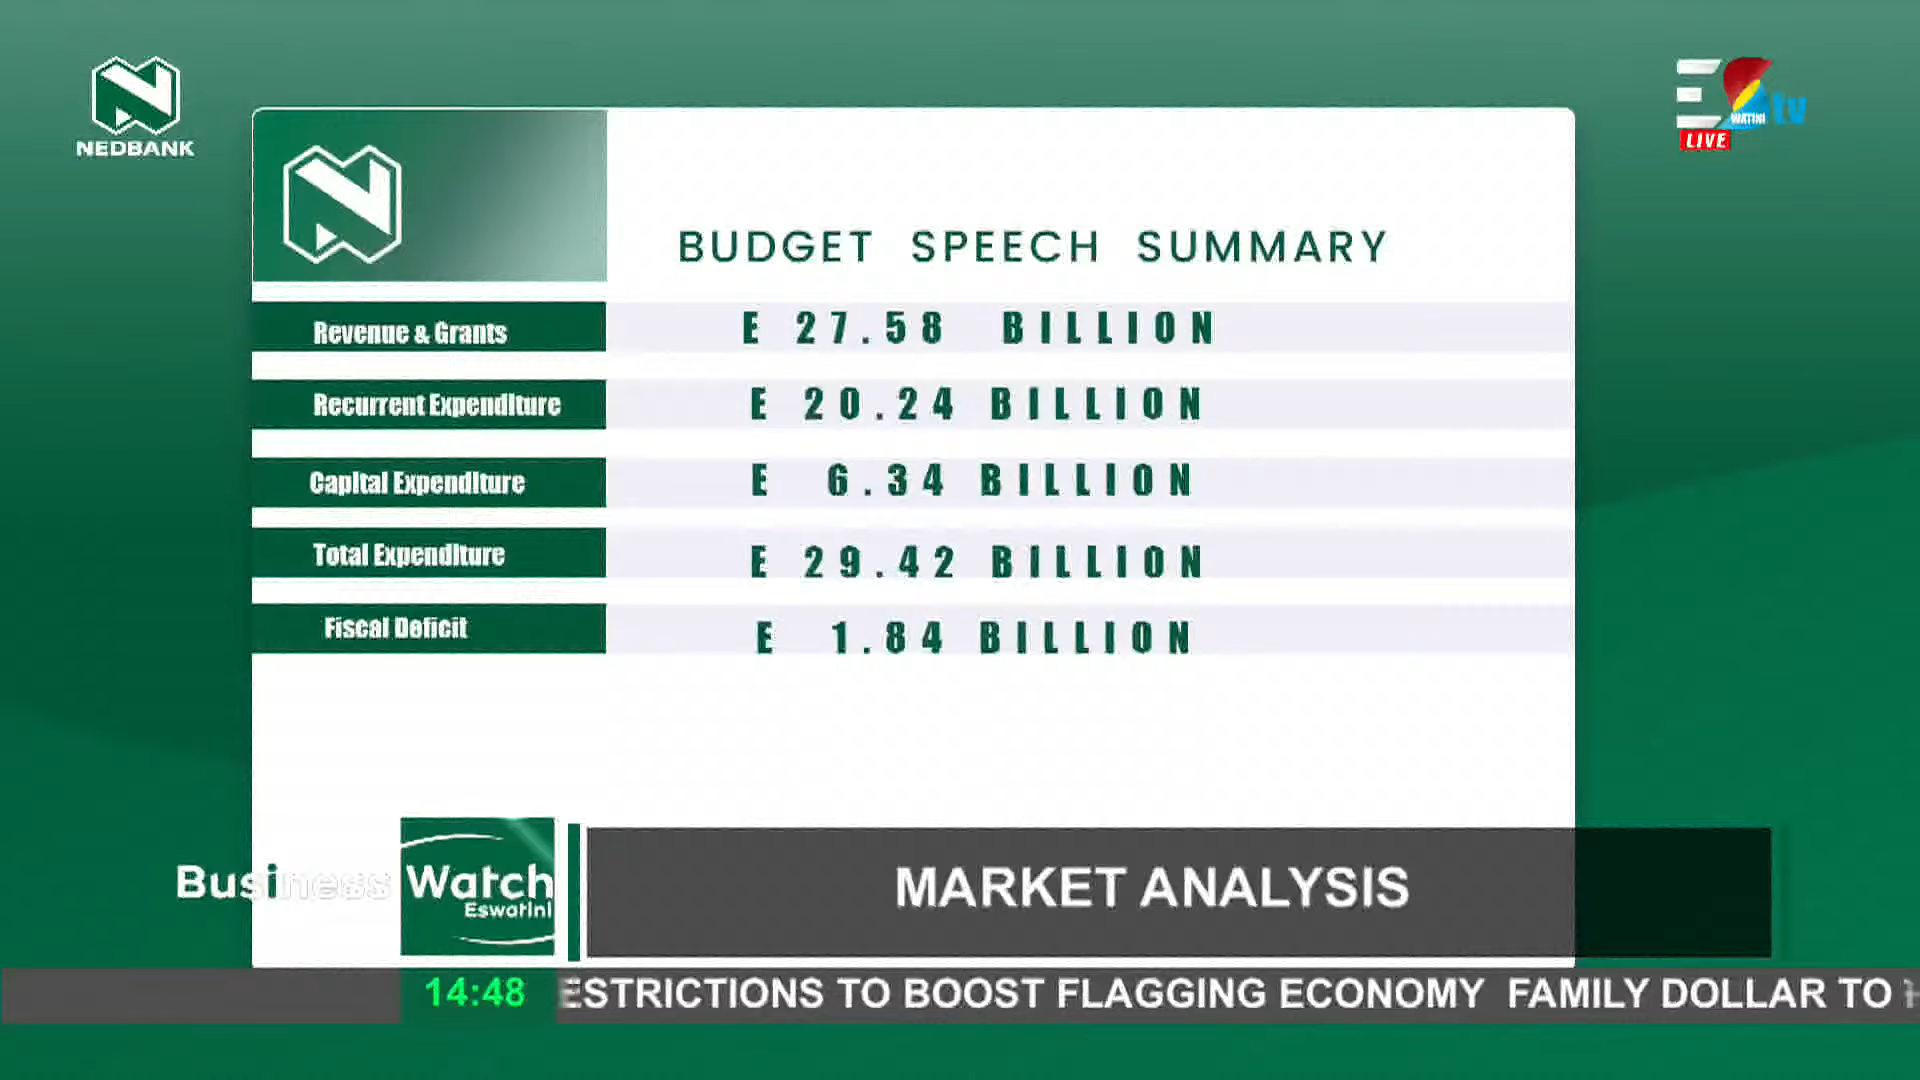 NEDBANK
E
WATINI
tv
LIVE
BUDGET SPEECH SUMMARY
Revenue & Grants E 27.58 BILLION
Recurrent Expenditure E 20.24 BILLION
Capital Expenditure E 6.34 BILLION
Total Expenditure E 29.42 BILLION
Fiscal Deficit E 1.84 BILLION
Business Watch
Eswatini
MARKET ANALYSIS
14:48 ESTRICTIONS TO BOOST FLAGGING ECONOMY FAMILY DOLLAR TO